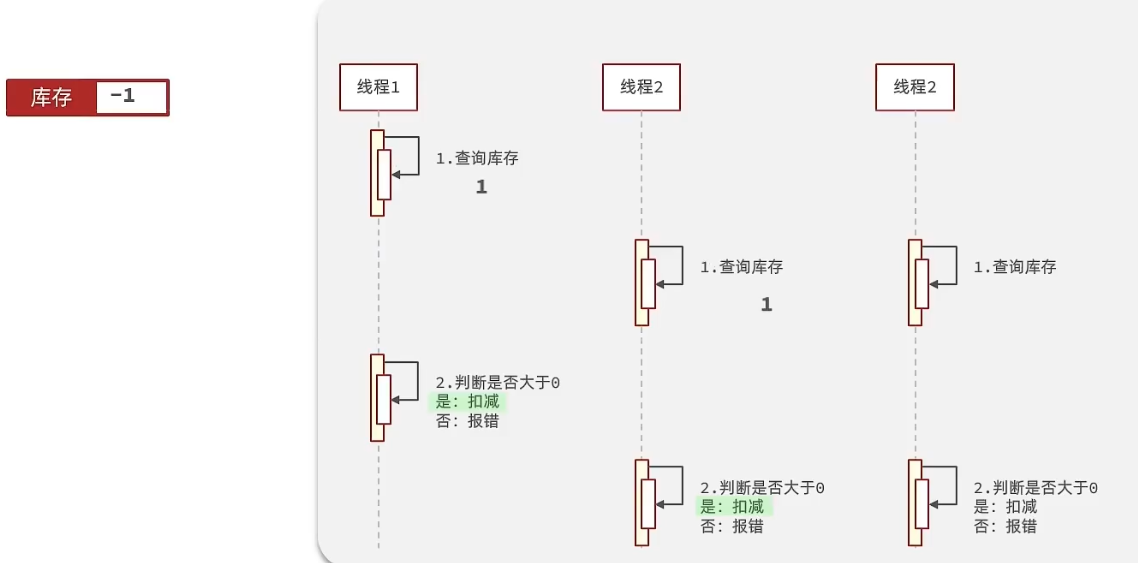 库存 -1
线程1
线程2
线程2
1.查询库存
1
1.查询库存
1
1.查询库存
2.判断是否大于0
是：扣减
否：报错
2.判断是否大于0
是：扣减
否：报错
2.判断是否大于0
是：扣减
否：报错